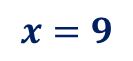 x = 9